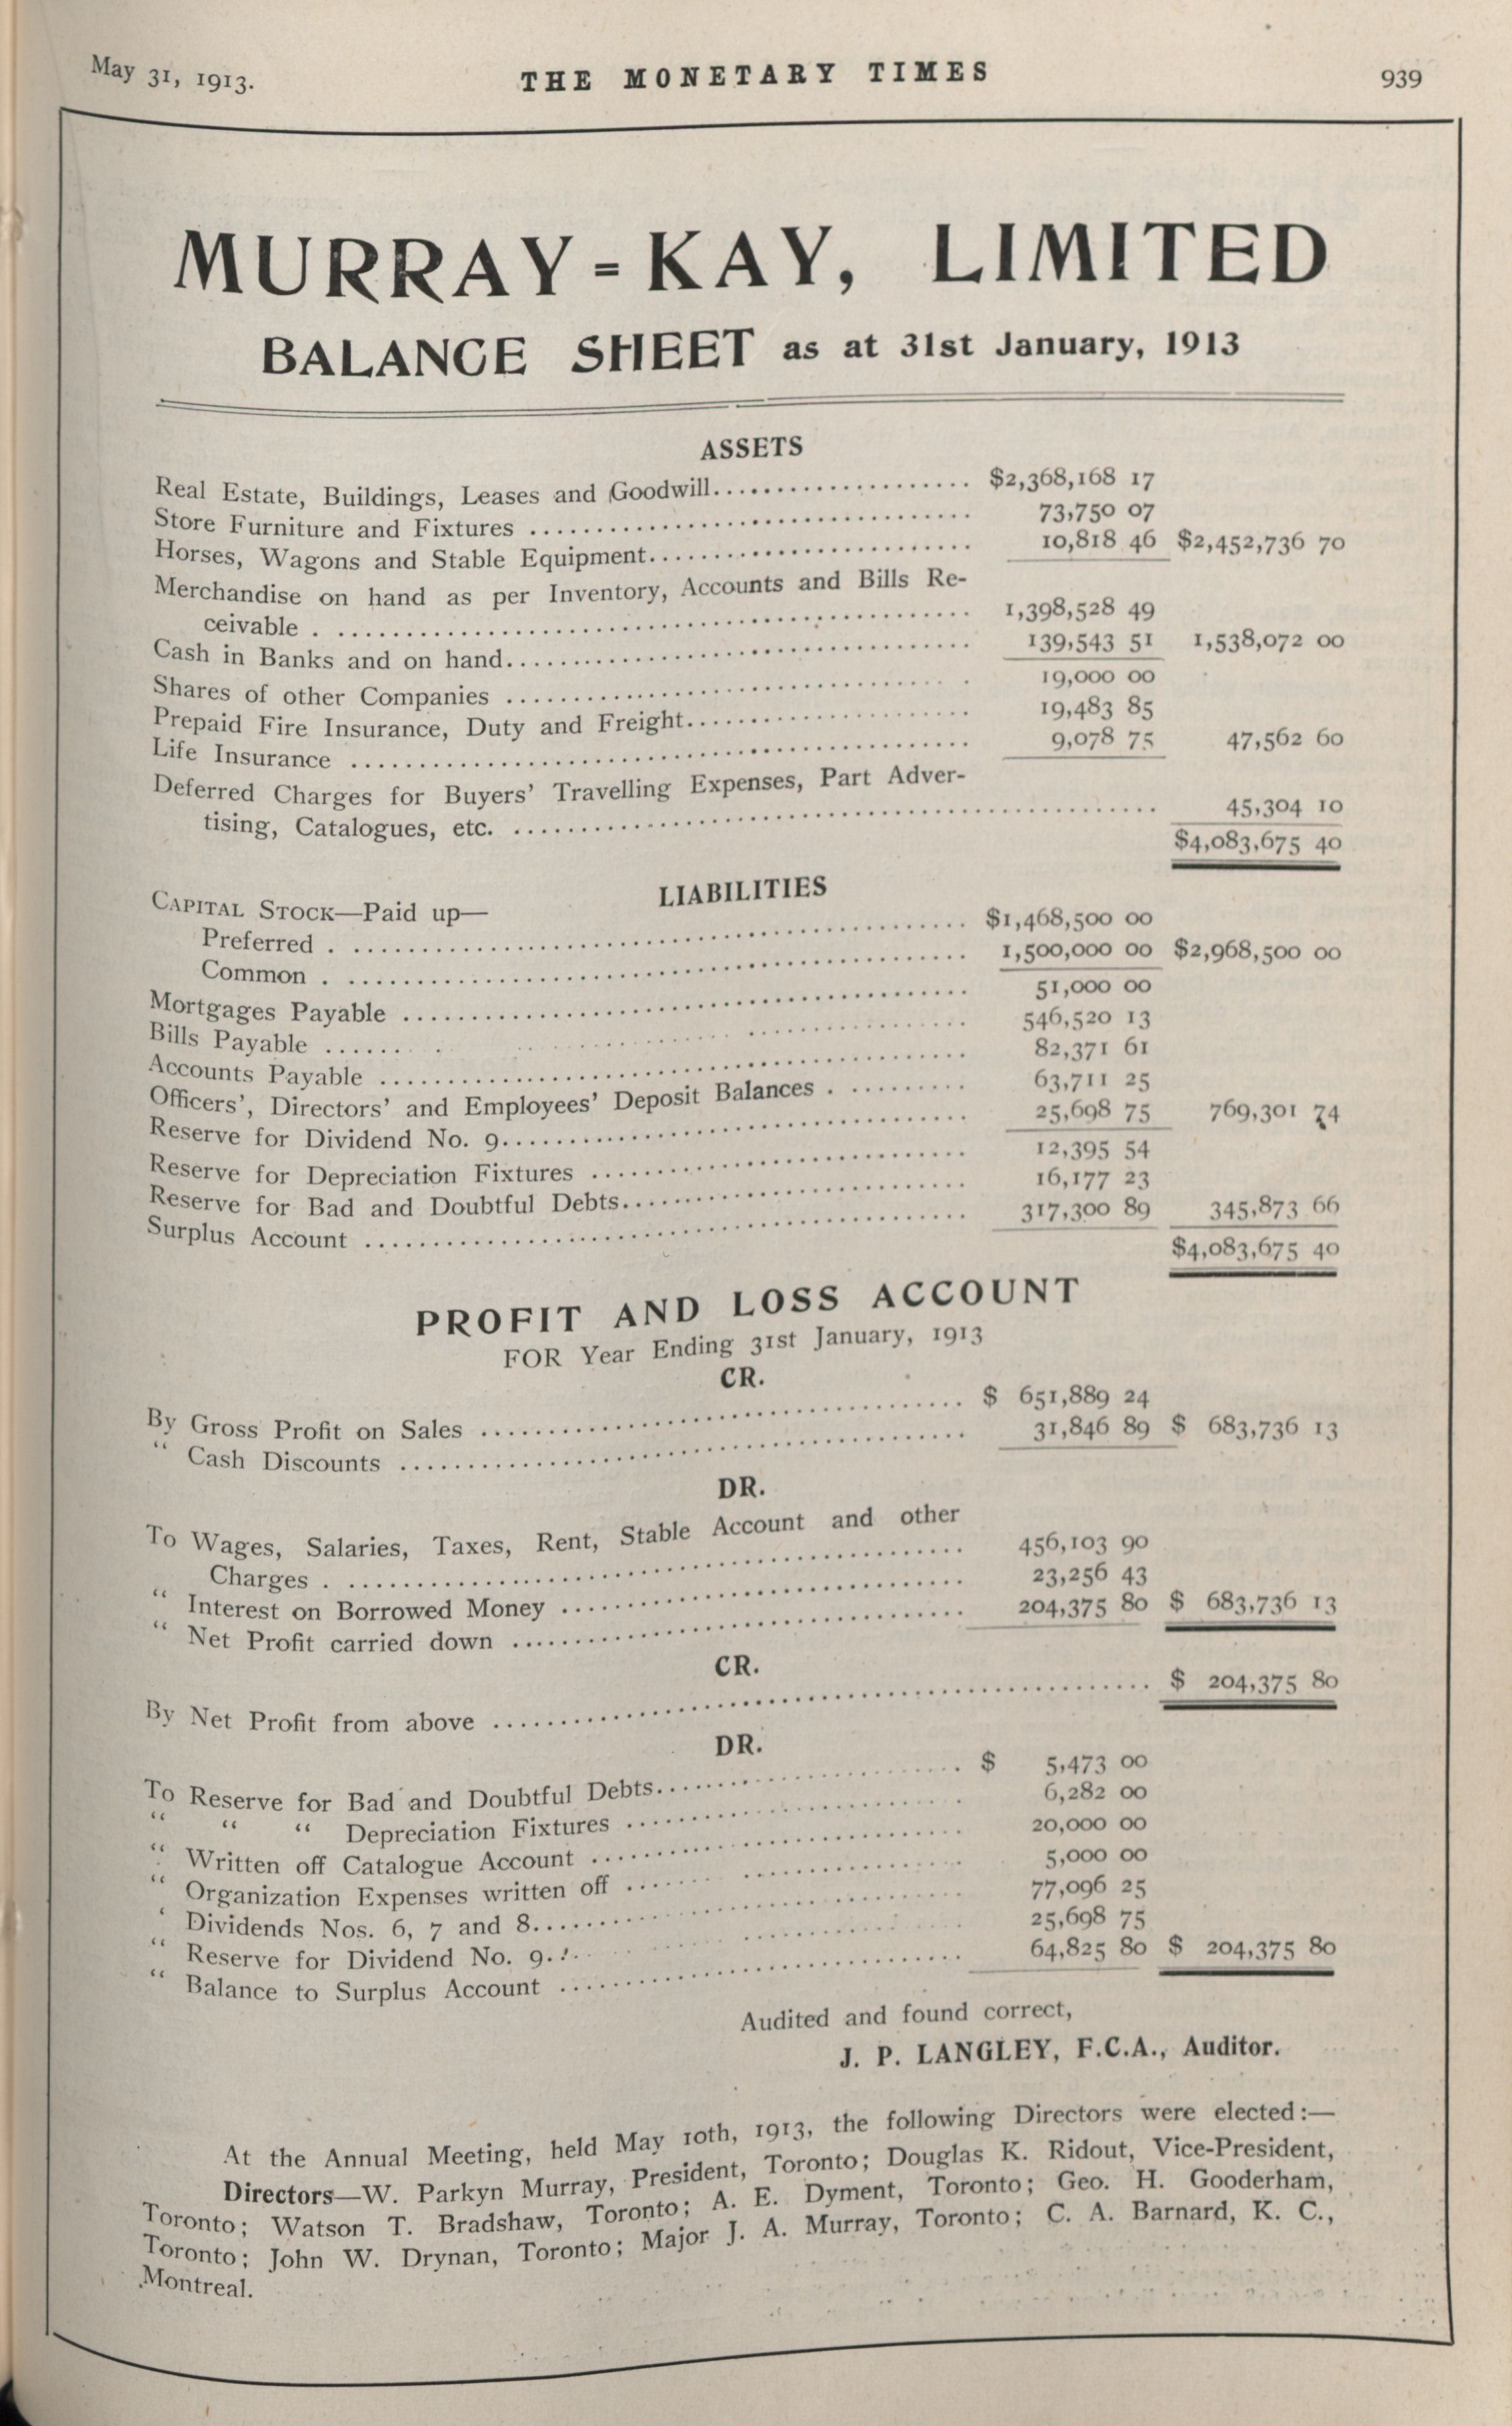 May 31, 1913. THE MONETARY TIMES 939
MURRAY=KAY, LIMITED
BALANCE SHEET as at 31st January, 1913
ASSETS
Real Estate, Buildings, Leases and Goodwill.................... $2,368,168 17
Store Furniture and Fixtures ................................ 73,750 07
Horses, Wagons and Stable Equipment........................ 10,818 46 $2,452,736 70
Merchandise on hand as per Inventory, Accounts and Bills Re-
ceivable . .............................................. 1,398,528 49
Cash in Banks and on hand.................................. 139,543 51 1,538,072 00
Shares of other Companies .................................. 19,000 00
Prepaid Fire Insurance, Duty and Freight..................... 19,483 85
Life Insurance ............................................. 9,078 75 47,562 60
Deferred Charges for Buyers' Travelling Expenses, Part Adver-
tising, Catalogues, etc. ............................................... 45,304 10
$4,083,675 40
LIABILITIES
CAPITAL STOCK—Paid up—
Preferred . ............................................. $1,468,500 00
Common . ............................................. 1,500,000 00 $2,968,500 00
Mortgages Payable ......................................... 51,000 00
Bills Payable ....... . ................ 546,520 13
Accounts Payable .......................................... 82,371 61
Officers', Directors' and Employees' Deposit Balances . ......... 63,711 25
Reserve for Dividend No. 9.................................. 25,698 75 769,301 74
Reserve for Depreciation Fixtures ............................ 12,395 54
Reserve for Bad and Doubtful Debts.......................... 16,177 23
Surplus Account ............................................ 317,300 89 345,873 66
$4,083,675 40
PROFIT AND LOSS ACCOUNT
FOR Year Ending 31st January, 1913
CR.
By Gross Profit on Sales ................................... $ 651,889 24
“ Cash Discounts ......................................... 31,846 89 $ 683,736 13
DR.
To Wages, Salaries, Taxes, Rent, Stable Account and other
Charges . ............................................. 456,103 90
“ Interest on Borrowed Money .............................. 23,256 43
“ Net Profit carried down ................................. 204,375 80 $ 683,736 13
CR.
By Net Profit from above ................................................ $ 204,375 80
DR.
To Reserve for Bad and Doubtful Debts....................... $ 5,473 00
“ “ “ Depreciation Fixtures ......................... 6,282 00
“ Written off Catalogue Account ............................ 20,000 00
“ Organization Expenses written off ......................... 5,000 00
‘ Dividends Nos. 6, 7 and 8................................ 77,096 25
“ Reserve for Dividend No. 9............................... 25,698 75
“ Balance to Surplus Account .............................. 64,825 80 $ 204,375 80
Audited and found correct,
J. P. LANGLEY, F.C.A., Auditor.
At the Annual Meeting, held May 10th, 1913, the following Directors were elected:—
Directors—W. Parkyn Murray, President, Toronto; Douglas K. Ridout, Vice-President,
Toronto; Watson T. Bradshaw, Toronto; A. E. Dyment, Toronto; Geo. H. Gooderham,
Toronto; John W. Drynan, Toronto; Major J. A. Murray, Toronto; C. A. Barnard, K. C.,
Montreal.